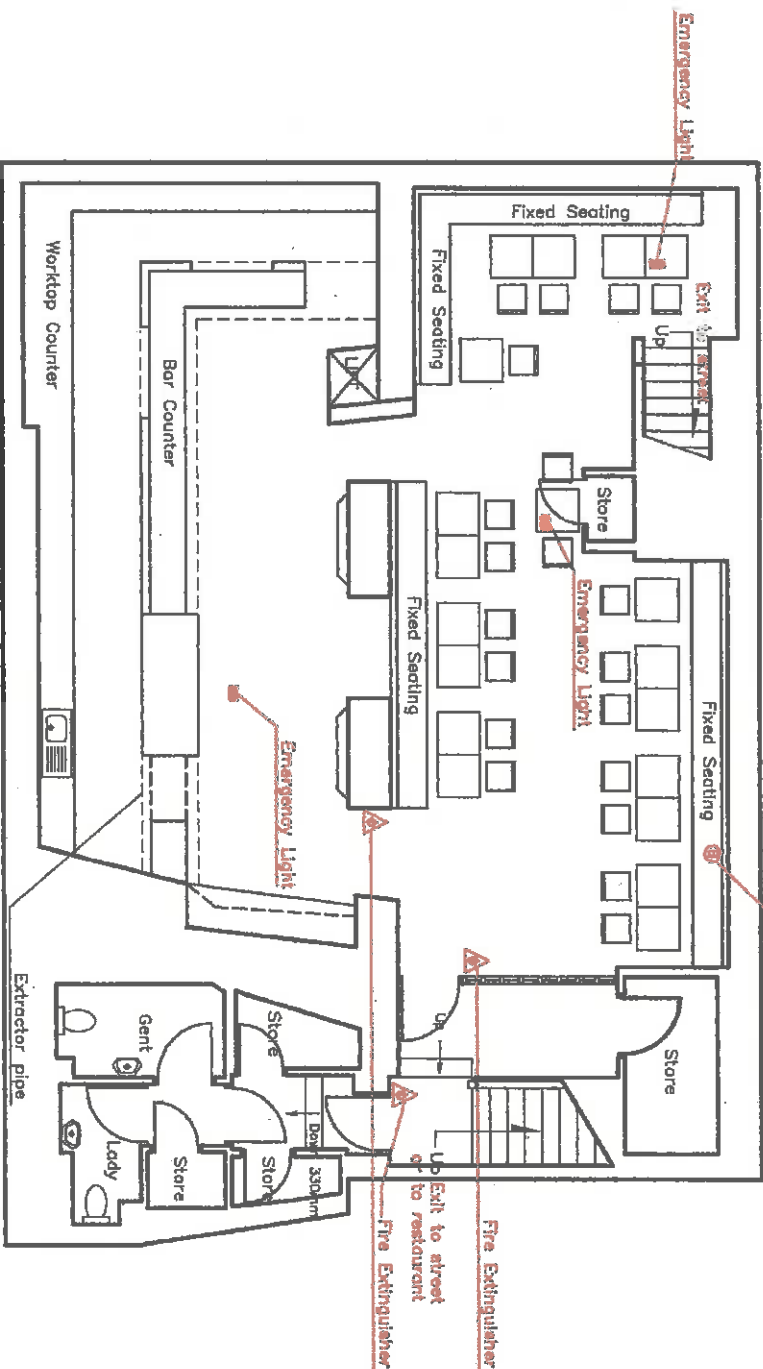 Emergency Light
Fixed Seating
Fixed Seating
Exit to street
Up
Store
Lift
Worktop Counter
Bar Counter
Fixed Seating
Emergency Light
Fixed Seating
Emergency Light
Extractor pipe
Gent
Store
Up
Store
Lady
Store
Store
Down
330mm
Up
Exit to street
or to restaurant
Fire Extinguisher
Fire Extinguisher